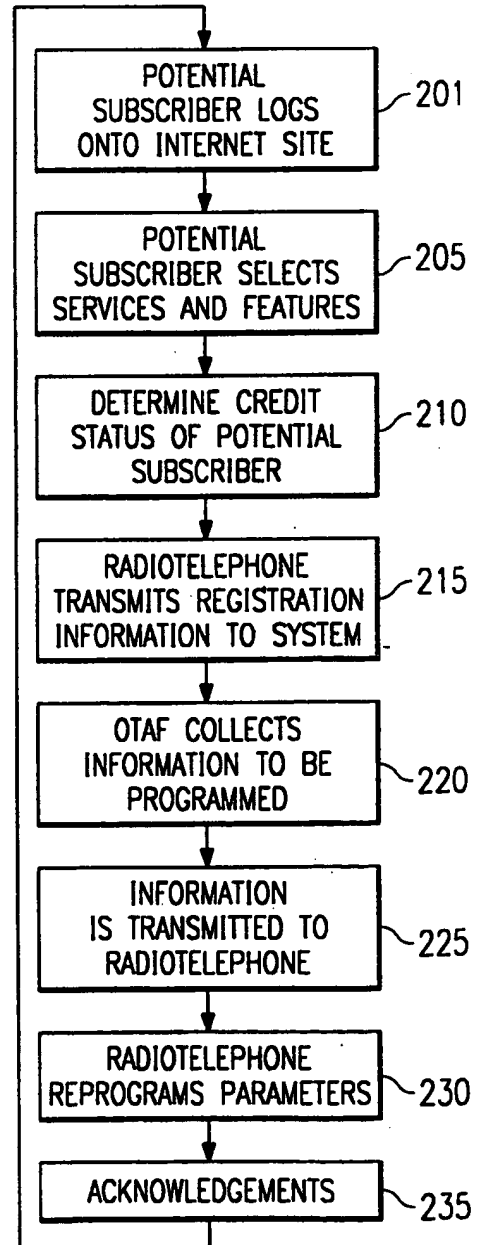 POTENTIAL
SUBSCRIBER LOGS
ONTO INTERNET SITE
201
POTENTIAL
SUBSCRIBER SELECTS
SERVICES AND FEATURES
205
DETERMINE CREDIT
STATUS OF POTENTIAL
SUBSCRIBER
210
RADIOTELEPHONE
TRANSMITS REGISTRATION
INFORMATION TO SYSTEM
215
OTAF COLLECTS
INFORMATION TO BE
PROGRAMMED
220
INFORMATION
IS TRANSMITTED TO
RADIOTELEPHONE
225
RADIOTELEPHONE
REPROGRAMS PARAMETERS
230
ACKNOWLEDGEMENTS
235